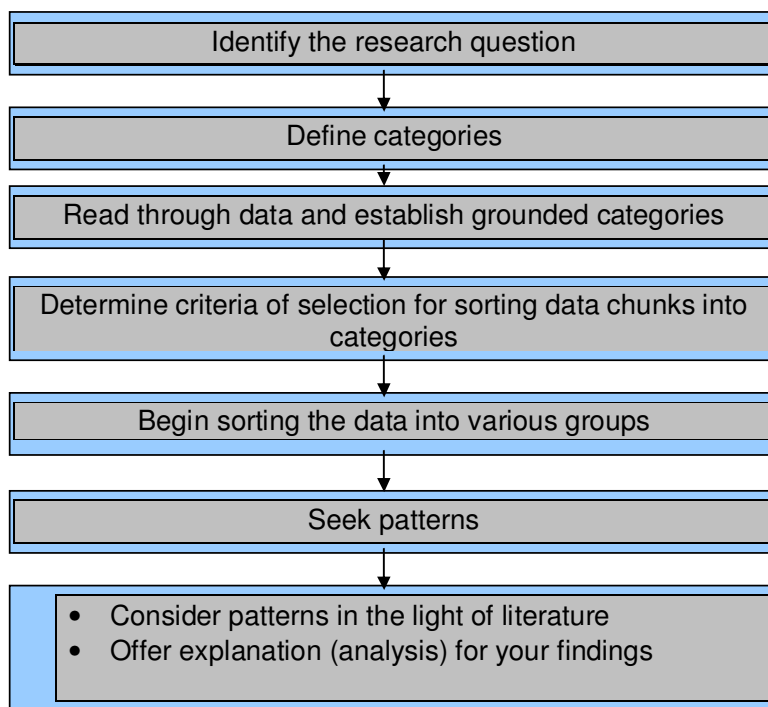 Identify the research question
Define categories
Read through data and establish grounded categories
Determine criteria of selection for sorting data chunks into
categories
Begin sorting the data into various groups
Seek patterns
• Consider patterns in the light of literature
• Offer explanation (analysis) for your findings